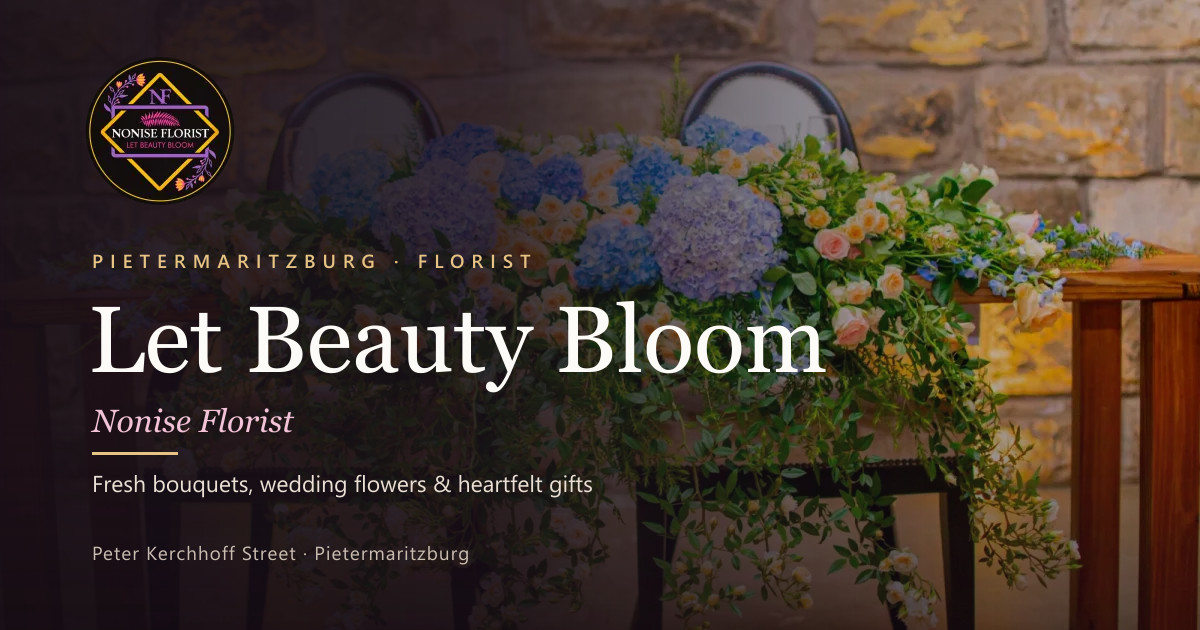 NF
NONISE FLORIST
LET BEAUTY BLOOM
PIETERMARITZBURG · FLORIST
Let Beauty Bloom
Nonise Florist
Fresh bouquets, wedding flowers & heartfelt gifts
Peter Kerchhoff Street · Pietermaritzburg